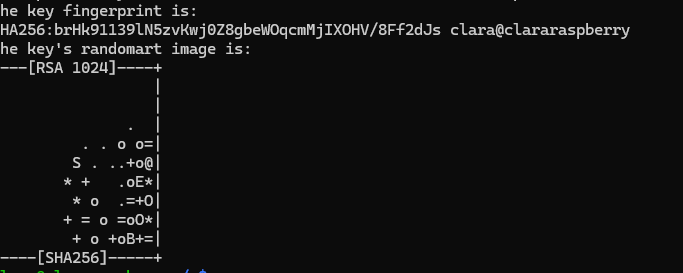 he key fingerprint is:
HA256:brHk91139lN5zvKwj0Z8gbeWOqcmMjIXOHV/8Ff2dJs clara@clararaspberry
he key's randomart image is:
---[RSA 1024]----+
                 |
                 |
              .  |
         . . o o=|
        S . ..+o@|
       * +   .oE*|
        * o  .=+O|
       + = o =oO*|
        + o +oB+=|
----[SHA256]-----+